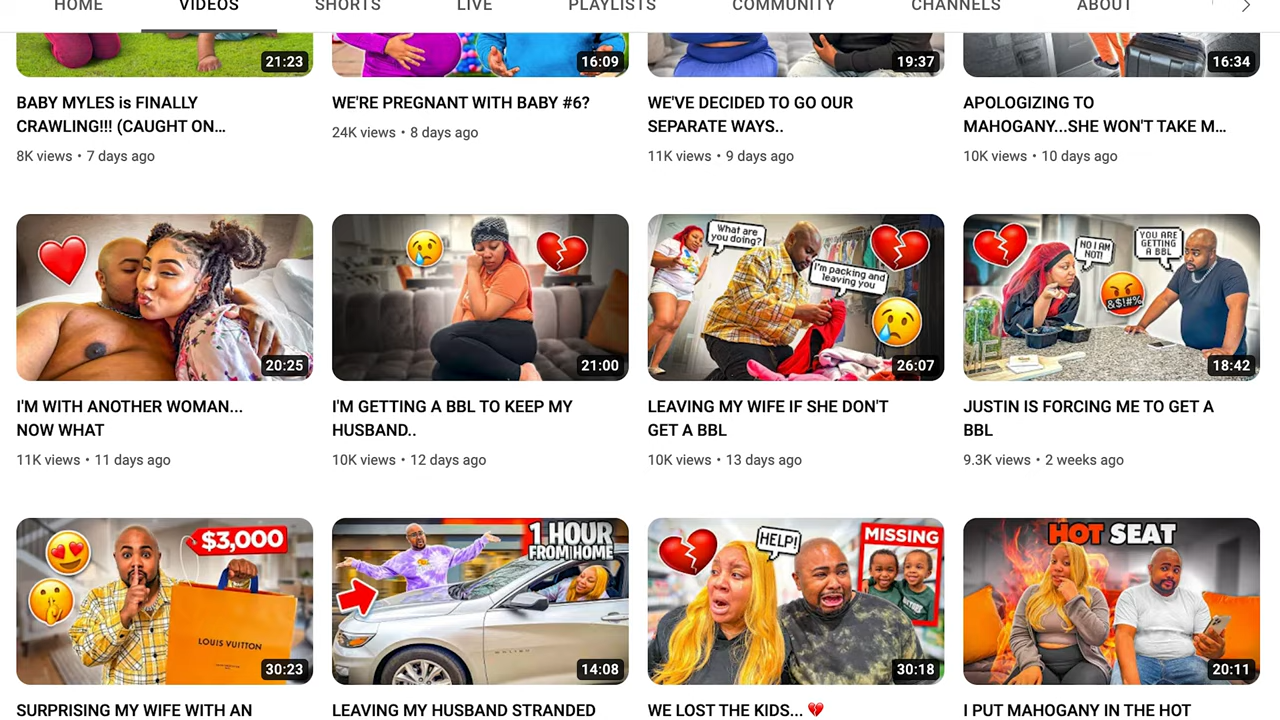 HOME VIDEOS SHORTS LIVE PLAYLISTS COMMUNITY CHANNELS ABOUT
21:23
16:09
19:37
16:34
BABY MYLES is FINALLY
CRAWLING!!! (CAUGHT ON...
8K views • 7 days ago
WE'RE PREGNANT WITH BABY #6?
24K views • 8 days ago
WE'VE DECIDED TO GO OUR
SEPARATE WAYS..
11K views • 9 days ago
APOLOGIZING TO
MAHOGANY...SHE WON'T TAKE M...
10K views • 10 days ago
20:25
I'M WITH ANOTHER WOMAN...
NOW WHAT
11K views • 11 days ago
21:00
I'M GETTING A BBL TO KEEP MY
HUSBAND..
10K views • 12 days ago
What are
you doing?
I'm packing and
leaving you
26:07
LEAVING MY WIFE IF SHE DON'T
GET A BBL
10K views • 13 days ago
NO I AM
NOT!
YOU ARE
GETTING
A BBL
&$!#%
18:42
JUSTIN IS FORCING ME TO GET A
BBL
9.3K views • 2 weeks ago
$3,000
LOUIS VUITTON
30:23
SURPRISING MY WIFE WITH AN
1 HOUR
FROM HOME
14:08
LEAVING MY HUSBAND STRANDED
HELP!
MISSING
30:18
WE LOST THE KIDS... 💔
HOT SEAT
20:11
I PUT MAHOGANY IN THE HOT